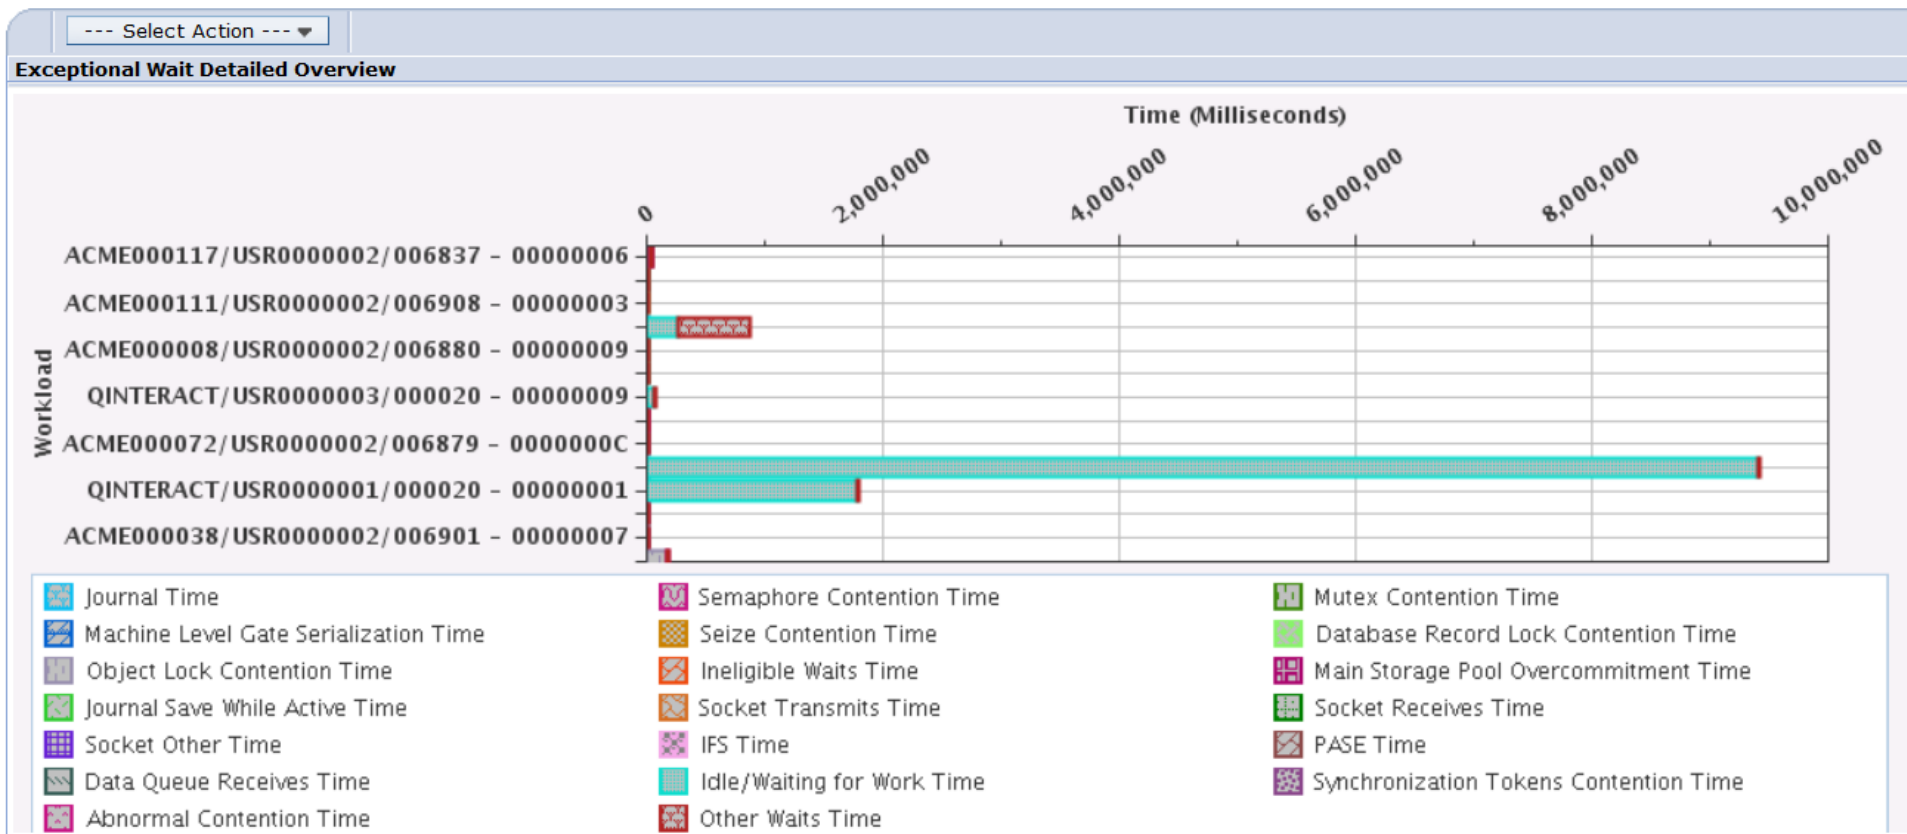 --- Select Action ---
Exceptional Wait Detailed Overview
Time (Milliseconds)
0
2,000,000
4,000,000
6,000,000
8,000,000
10,000,000
Workload
ACME000117/USR0000002/006837 - 00000006
ACME000111/USR0000002/006908 - 00000003
ACME000008/USR0000002/006880 - 00000009
QINTERACT/USR0000003/000020 - 00000009
ACME000072/USR0000002/006879 - 0000000C
QINTERACT/USR0000001/000020 - 00000001
ACME000038/USR0000002/006901 - 00000007
Journal Time
Semaphore Contention Time
Mutex Contention Time
Machine Level Gate Serialization Time
Seize Contention Time
Database Record Lock Contention Time
Object Lock Contention Time
Ineligible Waits Time
Main Storage Pool Overcommitment Time
Journal Save While Active Time
Socket Transmits Time
Socket Receives Time
Socket Other Time
IFS Time
PASE Time
Data Queue Receives Time
Idle/Waiting for Work Time
Synchronization Tokens Contention Time
Abnormal Contention Time
Other Waits Time